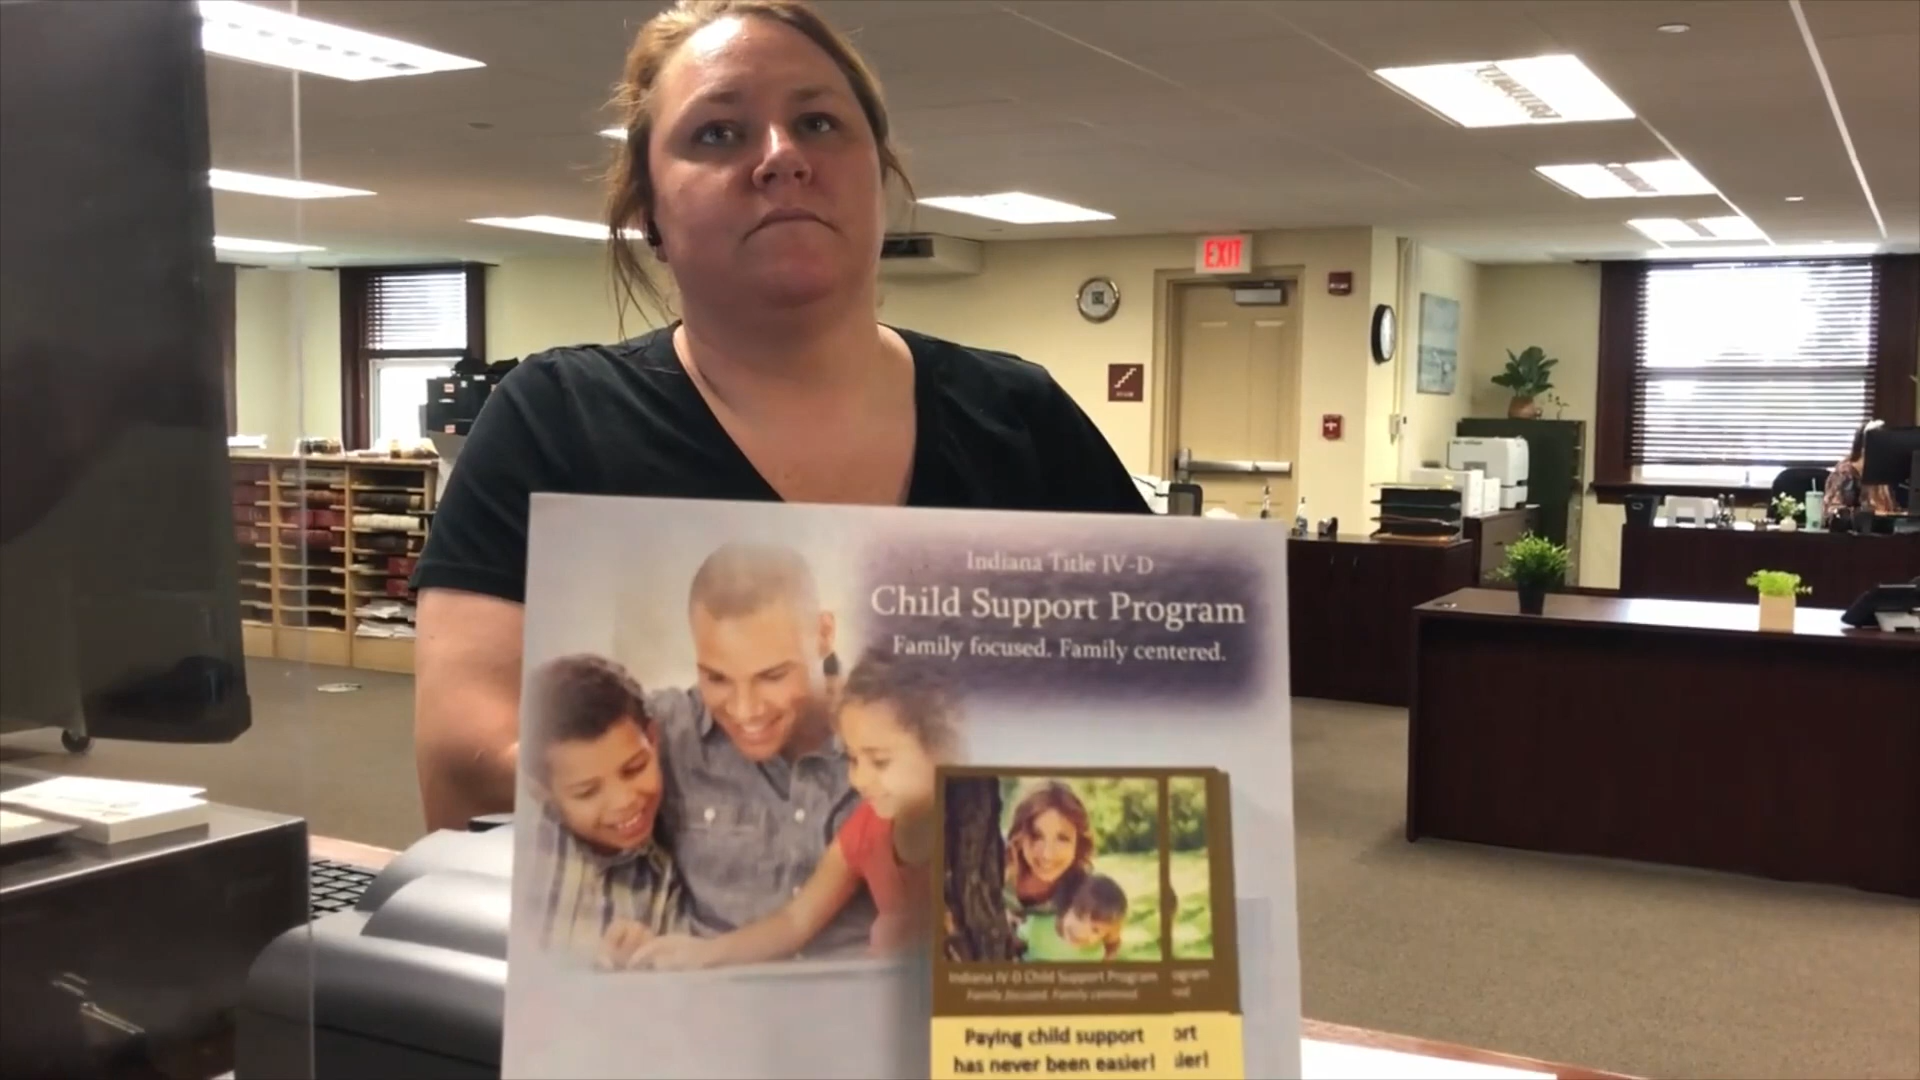 EXIT
Indiana Title IV-D
Child Support Program
Family focused. Family centered.
Indiana IV-D Child Support Program
Family focused. Family centered.
Paying child support
has never been easier!